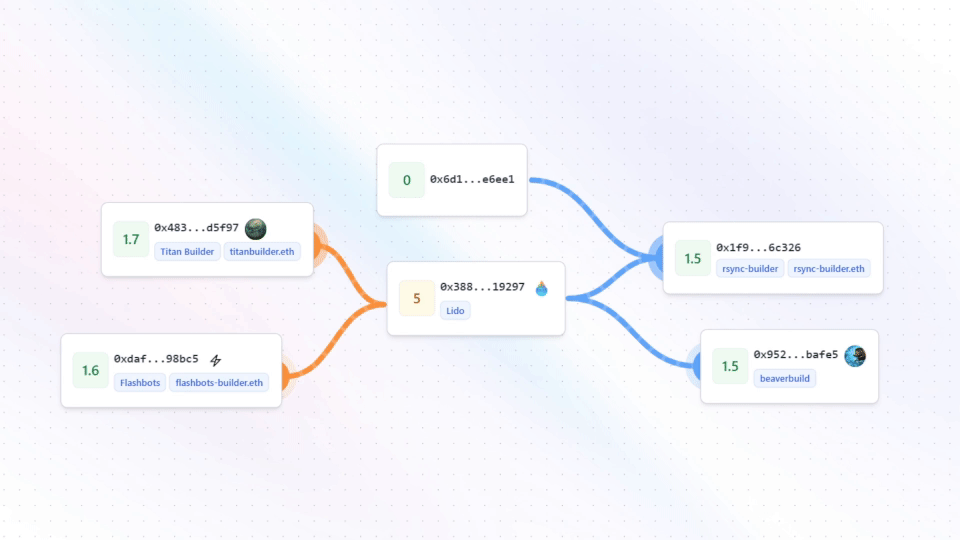 0
0x6d1...e6ee1
1.7
0x483...d5f97
Titan Builder titanbuilder.eth
1.5
0x1f9...6c326
rsync-builder rsync-builder.eth
5
0x388...19297
Lido
1.6
0xdaf...98bc5
Flashbots flashbots-builder.eth
1.5
0x952...bafe5
beaverbuild